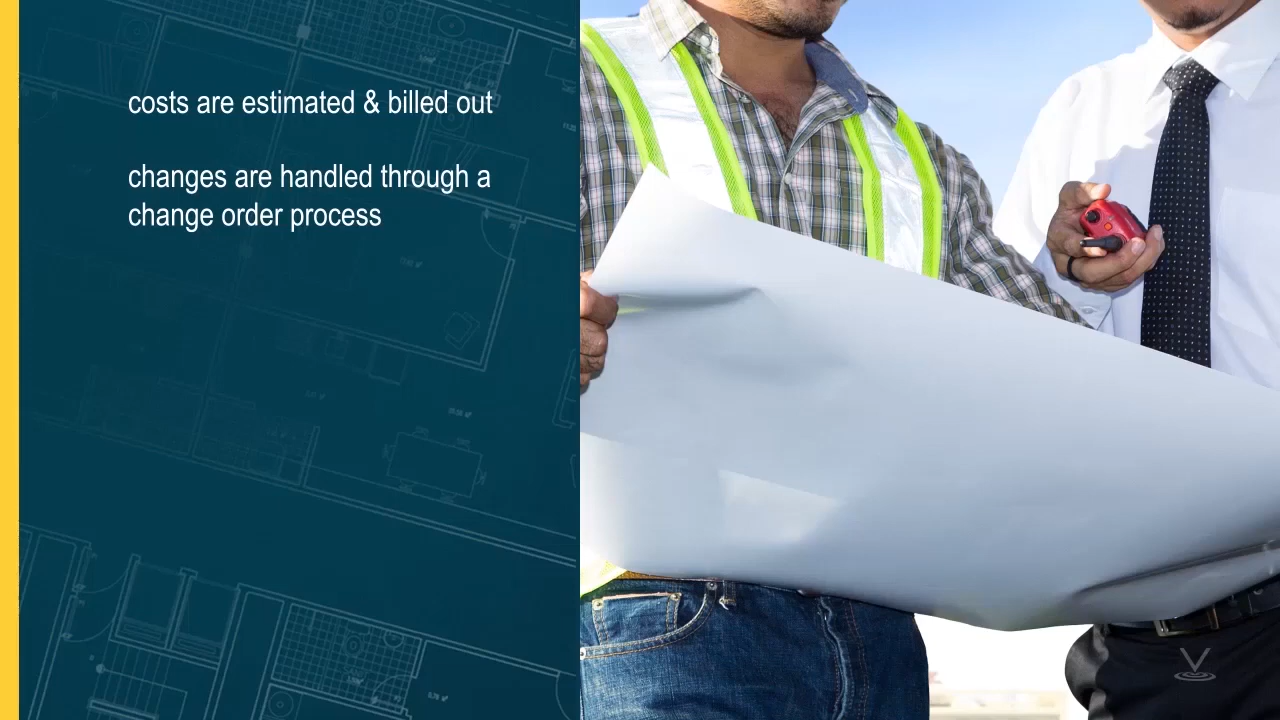 costs are estimated & billed out
changes are handled through a
change order process